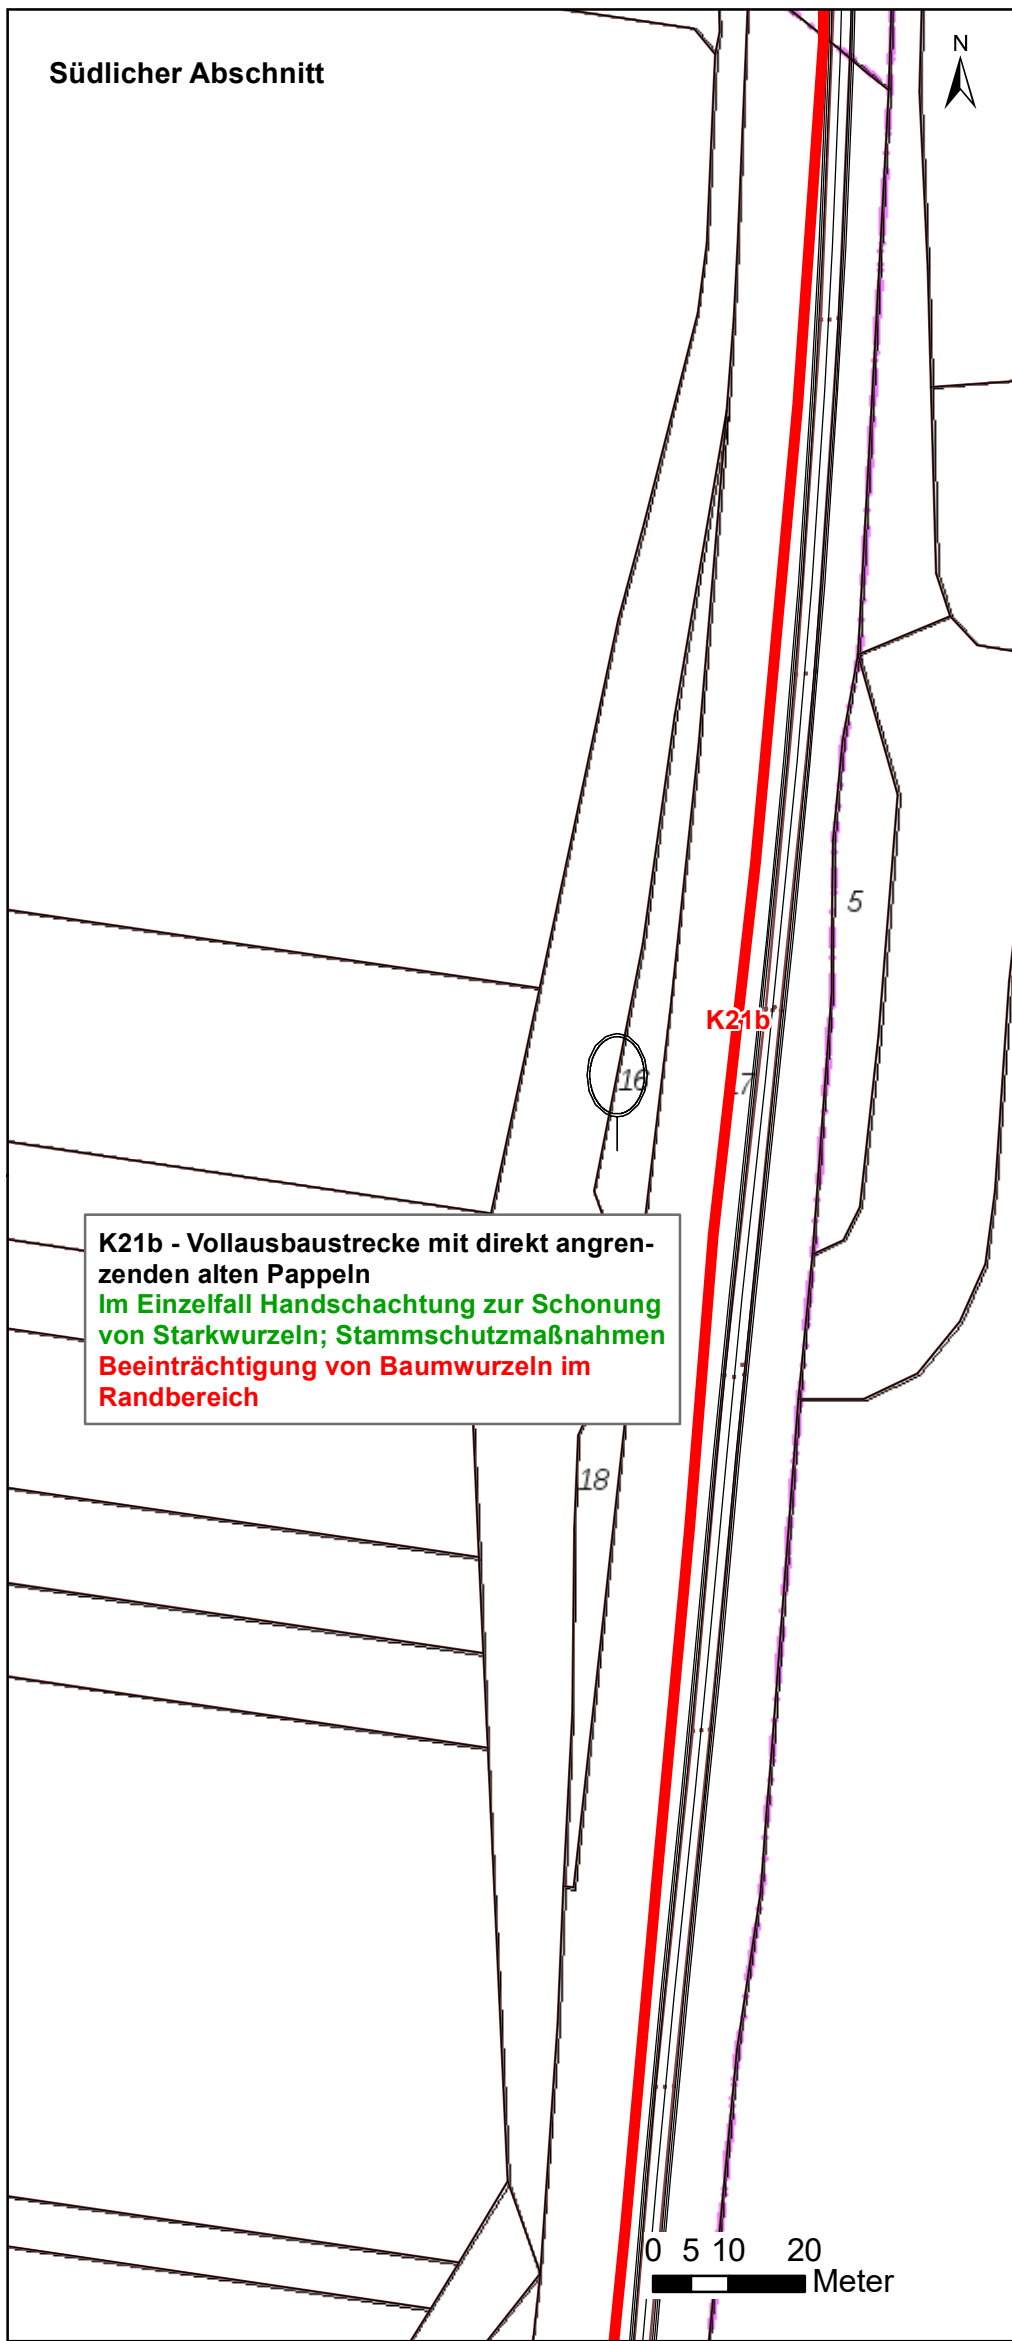 Südlicher Abschnitt
N
5
K21b
16
17
K21b - Vollausbaustrecke mit direkt angren-
zenden alten Pappeln
Im Einzelfall Handschachtung zur Schonung
von Starkwurzeln; Stammschutzmaßnahmen
Beeinträchtigung von Baumwurzeln im
Randbereich
18
0 5 10 20
Meter